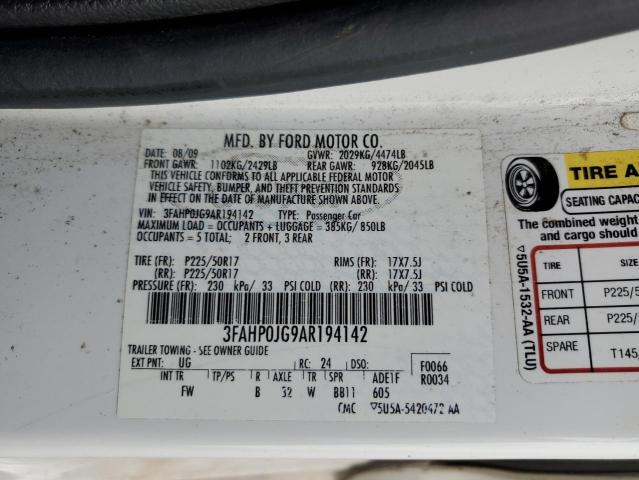 MFD. BY FORD MOTOR CO.
DATE: 08/09 GVWR: 2029KG/4474LB
FRONT GAWR: 1102KG/2429LB REAR GAWR: 928KG/2045LB
THIS VEHICLE CONFORMS TO ALL APPLICABLE FEDERAL MOTOR
VEHICLE SAFETY, BUMPER, AND THEFT PREVENTION STANDARDS
IN EFFECT ON THE DATE OF MANUFACTURE SHOWN ABOVE.
VIN: 3FAHP0JG9AR194142 TYPE: Passenger Car
MAXIMUM LOAD = OCCUPANTS + LUGGAGE = 385KG/ 850LB
OCCUPANTS = 5 TOTAL; 2 FRONT, 3 REAR
TIRE (FR): P225/50R17 RIMS (FR): 17X7.5J
(RR): P225/50R17 (RR): 17X7.5J
PRESSURE (FR): 230 kPa/ 33 PSI COLD (RR): 230 kPa/ 33 PSI COLD
3FAHP0JG9AR194142
TRAILER TOWING - SEE OWNER GUIDE
EXT PNT: UG RC: 24 DSO: F0066
R0034
INT TR TP/PS R AXLE TR SPR ADE1F
FW B 52 W BB11 605
CMC 5U5A-5420472 AA
5U5A-1532-AA (TLU)
TIRE A
SEATING CAPAC
The combined weight
and cargo should
TIRE SIZE
FRONT P225/
REAR P225/
SPARE T145